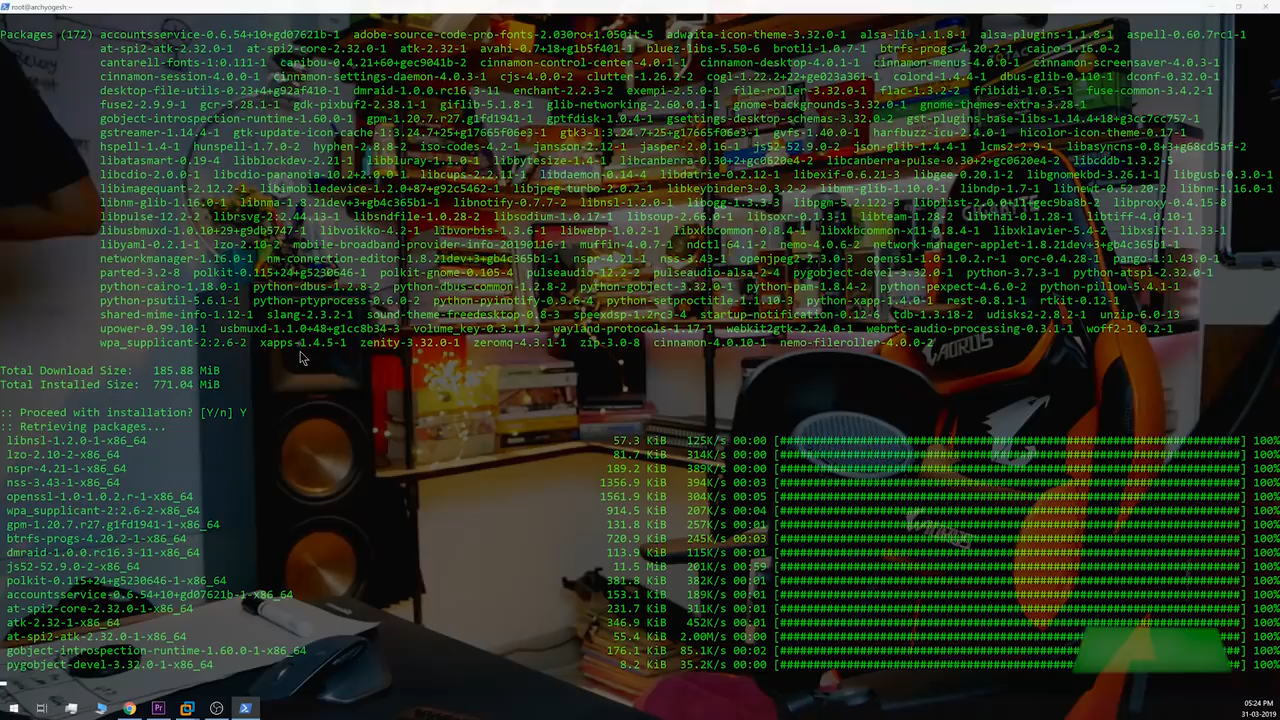 root@archyogesh:~
Packages (172) accountsservice-0.6.54+10+gd07621b-1 adobe-source-code-pro-fonts-2.030ro+1.050it-5 adwaita-icon-theme-3.32.0-1 alsa-lib-1.1.8-1 alsa-plugins-1.1.8-1 aspell-0.60.7rc1-1
at-spi2-atk-2.32.0-1 at-spi2-core-2.32.0-1 atk-2.32-1 avahi-0.7+18+g1b5f401-1 bluez-libs-5.50-6 brotli-1.0.7-1 btrfs-progs-4.20.2-1 cairo-1.16.0-2
cantarell-fonts-1:0.111-1 caribou-0.4.21+60+gec9041b-2 cinnamon-control-center-4.0.1-1 cinnamon-desktop-4.0.1-1 cinnamon-menus-4.0.0-1 cinnamon-screensaver-4.0.3-1
cinnamon-session-4.0.0-1 cinnamon-settings-daemon-4.0.3-1 cjs-4.0.0-2 clutter-1.26.2-2 cogl-1.22.2+22+ge023a361-1 colord-1.4.4-1 dbus-glib-0.110-1 dconf-0.32.0-1
desktop-file-utils-0.23+4+g92af410-1 dmraid-1.0.0.rc16.3-11 enchant-2.2.3-2 exempi-2.5.0-1 file-roller-3.32.0-1 flac-1.3.2-2 fribidi-1.0.5-1 fuse-common-3.4.2-1
fuse2-2.9.9-1 gcr-3.28.1-1 gdk-pixbuf2-2.38.1-1 giflib-5.1.8-1 glib-networking-2.60.0.1-1 gnome-backgrounds-3.32.0-1 gnome-themes-extra-3.28-1
gobject-introspection-runtime-1.60.0-1 gpm-1.20.7.r27.g1fd1941-1 gptfdisk-1.0.4-1 gsettings-desktop-schemas-3.32.0-2 gst-plugins-base-libs-1.14.4+18+g3cc7cc757-1
gstreamer-1.14.4-1 gtk-update-icon-cache-1:3.24.7+25+g17665f06e3-1 gtk3-1:3.24.7+25+g17665f06e3-1 gvfs-1.40.0-1 harfbuzz-icu-2.4.0-1 hicolor-icon-theme-0.17-1
hspell-1.4-1 hunspell-1.7.0-2 hyphen-2.8.8-1 iso-codes-4.2-1 jansson-2.12-1 jasper-2.0.16-1 js52-52.9.0-2 json-glib-1.4.4-1 lcms2-2.9-1 libasyncns-0.8+3+g68cd5af-2
libatasmart-0.19-4 libblockdev-2.21-1 libbluray-1.1.0-1 libbytesize-1.4-1 libcanberra-0.30+2+gc0620e4-2 libcanberra-pulse-0.30+2+gc0620e4-2 libcddb-1.3.2-5
libcdio-2.0.0-1 libcdio-paranoia-10.2+2.0.0-1 libcups-2.2.11-1 libdaemon-0.14-4 libdatrie-0.2.12-1 libexif-0.6.21-3 libgee-0.20.1-2 libgnomekbd-3.26.1-1 libgusb-0.3.0-1
libimagequant-2.12.2-1 libimobiledevice-1.2.0+87+g92c5462-1 libjpeg-turbo-2.0.2-1 libkeybinder3-0.3.2-2 libmm-glib-1.10.0-1 libndp-1.7-1 libnewt-0.52.20-2 libnm-1.16.0-1
libnm-glib-1.16.0-1 libnma-1.8.21dev+3+gb4c365b1-1 libnotify-0.7.7-2 libnsl-1.2.0-1 libogg-1.3.3-3 libpgm-5.2.122-3 libplist-2.0.0+11+gec9ba8b-1 libproxy-0.4.15-8
libpulse-12.2-2 librsvg-2:2.44.13-1 libsndfile-1.0.28-2 libsodium-1.0.17-1 libsoup-2.66.0-1 libsoxr-0.1.3-1 libteam-1.28-1 libthai-0.1.28-1 libtiff-4.0.10-1
libusbmuxd-1.0.10+29+g9db5747-1 libvoikko-4.2-1 libvorbis-1.3.6-1 libwebp-1.0.2-1 libxkbcommon-0.8.4-1 libxkbcommon-x11-0.8.4-1 libxklavier-5.4-1 libxslt-1.1.33-1
libyaml-0.2.1-1 lzo-2.10-2 mobile-broadband-provider-info-20190116-1 muffin-4.0.7-1 ndctl-64.1-2 nemo-4.0.6-2 network-manager-applet-1.8.21dev+3+gb4c365b1-1
networkmanager-1.16.0-1 nm-connection-editor-1.8.21dev+3+gb4c365b1-1 nspr-4.21-1 nss-3.43-1 openjpeg2-2.3.0-3 openssl-1.0-1.0.2.r-1 orc-0.4.28-1 pango-1:1.43.0-1
parted-3.2-8 polkit-0.115+24+g5230646-1 polkit-gnome-0.105-4 pulseaudio-12.2-2 pulseaudio-alsa-2-4 pygobject-devel-3.32.0-1 python-3.7.3-1 python-atspi-2.32.0-1
python-cairo-1.18.0-1 python-dbus-1.2.8-2 python-dbus-common-1.2.8-2 python-gobject-3.32.0-1 python-pam-1.8.4-2 python-pexpect-4.6.0-2 python-pillow-5.4.1-1
python-psutil-5.6.1-1 python-ptyprocess-0.6.0-2 python-pyinotify-0.9.6-4 python-setproctitle-1.1.10-3 python-xapp-1.4.0-1 rest-0.8.1-1 rtkit-0.12-1
shared-mime-info-1.12-1 slang-2.3.2-1 sound-theme-freedesktop-0.8-3 speexdsp-1.2rc3-4 startup-notification-0.12-6 tdb-1.3.18-2 udisks2-2.8.2-1 unzip-6.0-13
upower-0.99.10-1 usbmuxd-1.1.0+48+g1cc8b34-3 volume_key-0.3.11-2 wayland-protocols-1.17-1 webkit2gtk-2.24.0-1 webrtc-audio-processing-0.3.1-1 woff2-1.0.2-1
wpa_supplicant-2:2.6-2 xapps-1.4.5-1 zenity-3.32.0-1 zeromq-4.3.1-1 zip-3.0-8 cinnamon-4.0.10-1 nemo-fileroller-4.0.0-2
Total Download Size: 185.88 MiB
Total Installed Size: 771.04 MiB
:: Proceed with installation? [Y/n] Y
:: Retrieving packages...
libnsl-1.2.0-1-x86_64 57.3 KiB 125K/s 00:00 [##########################################################################] 100%
lzo-2.10-2-x86_64 81.7 KiB 314K/s 00:00 [##########################################################################] 100%
nspr-4.21-1-x86_64 189.2 KiB 389K/s 00:00 [##########################################################################] 100%
nss-3.43-1-x86_64 1356.9 KiB 394K/s 00:03 [##########################################################################] 100%
openssl-1.0-1.0.2.r-1-x86_64 1561.9 KiB 304K/s 00:05 [##########################################################################] 100%
wpa_supplicant-2:2.6-2-x86_64 914.5 KiB 207K/s 00:04 [##########################################################################] 100%
gpm-1.20.7.r27.g1fd1941-1-x86_64 131.8 KiB 257K/s 00:01 [##########################################################################] 100%
btrfs-progs-4.20.2-1-x86_64 720.9 KiB 245K/s 00:03 [##########################################################################] 100%
dmraid-1.0.0.rc16.3-11-x86_64 113.9 KiB 115K/s 00:01 [##########################################################################] 100%
js52-52.9.0-2-x86_64 11.5 MiB 201K/s 00:59 [##########################################################################] 100%
polkit-0.115+24+g5230646-1-x86_64 381.8 KiB 382K/s 00:01 [##########################################################################] 100%
accountsservice-0.6.54+10+gd07621b-1-x86_64 153.1 KiB 189K/s 00:01 [##########################################################################] 100%
at-spi2-core-2.32.0-1-x86_64 231.7 KiB 311K/s 00:01 [##########################################################################] 100%
atk-2.32-1-x86_64 346.9 KiB 452K/s 00:01 [##########################################################################] 100%
at-spi2-atk-2.32.0-1-x86_64 55.4 KiB 2.00M/s 00:00 [##########################################################################] 100%
gobject-introspection-runtime-1.60.0-1-x86_64 176.1 KiB 85.1K/s 00:02 [##########################################################################] 100%
pygobject-devel-3.32.0-1-x86_64 8.2 KiB 35.2K/s 00:00 [##########################################################################] 100%
AORUS
Pr
05:24 PM
31-03-2019